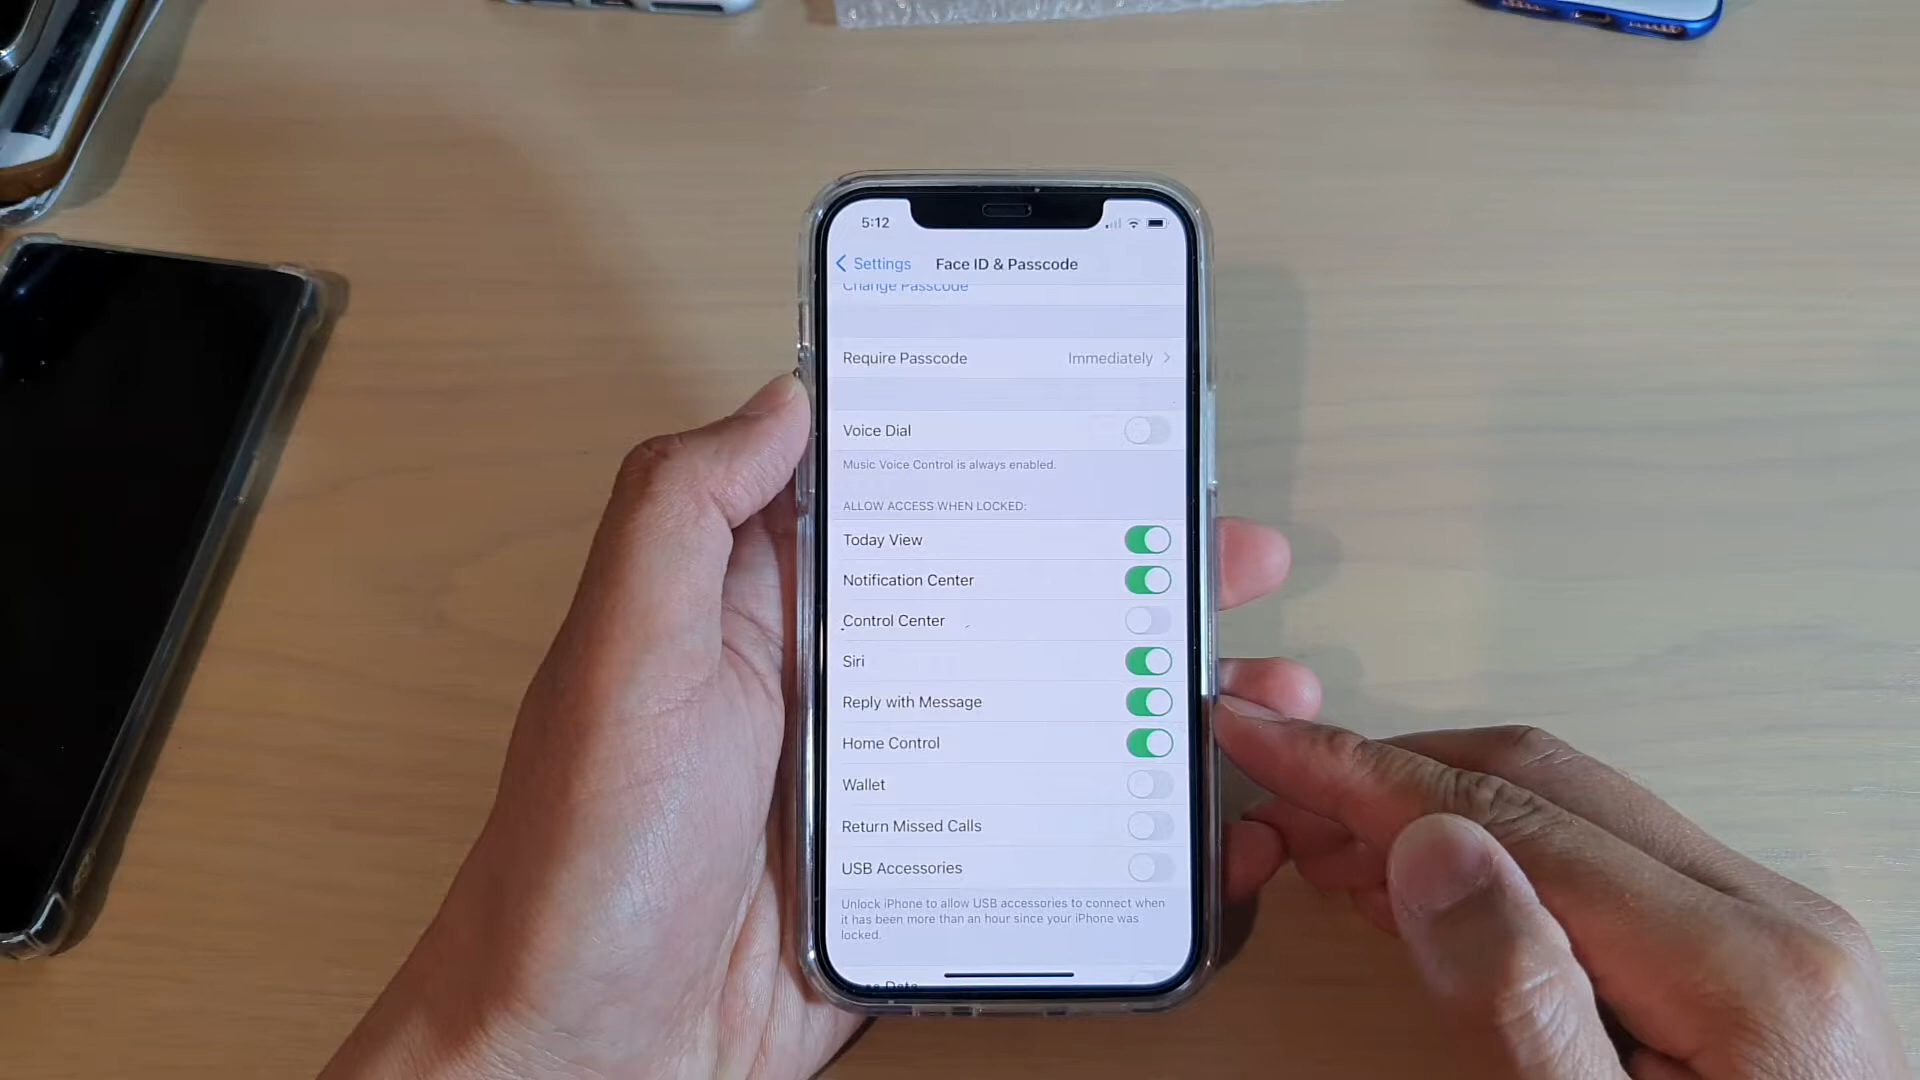 5:12
Settings Face ID & Passcode
Change Passcode
Require Passcode Immediately
Voice Dial
Music Voice Control is always enabled.
ALLOW ACCESS WHEN LOCKED:
Today View
Notification Center
Control Center
Siri
Reply with Message
Home Control
Wallet
Return Missed Calls
USB Accessories
Unlock iPhone to allow USB accessories to connect when
it has been more than an hour since your iPhone was
locked.
Data